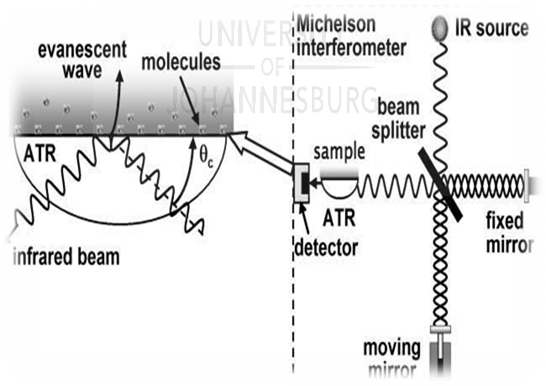 UNIVERSITY
OF
JOHANNESBURG
evanescent
wave
molecules
ATR
θc
infrared beam
Michelson
interferometer
IR source
beam
splitter
sample
ATR
detector
fixed
mirror
moving
mirror